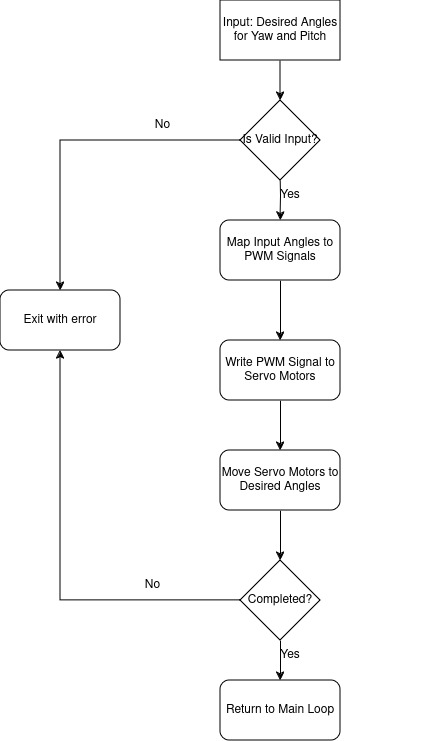 Input: Desired Angles
for Yaw and Pitch
No
Is Valid Input?
Yes
Map Input Angles to
PWM Signals
Exit with error
Write PWM Signal to
Servo Motors
Move Servo Motors to
Desired Angles
No
Completed?
Yes
Return to Main Loop